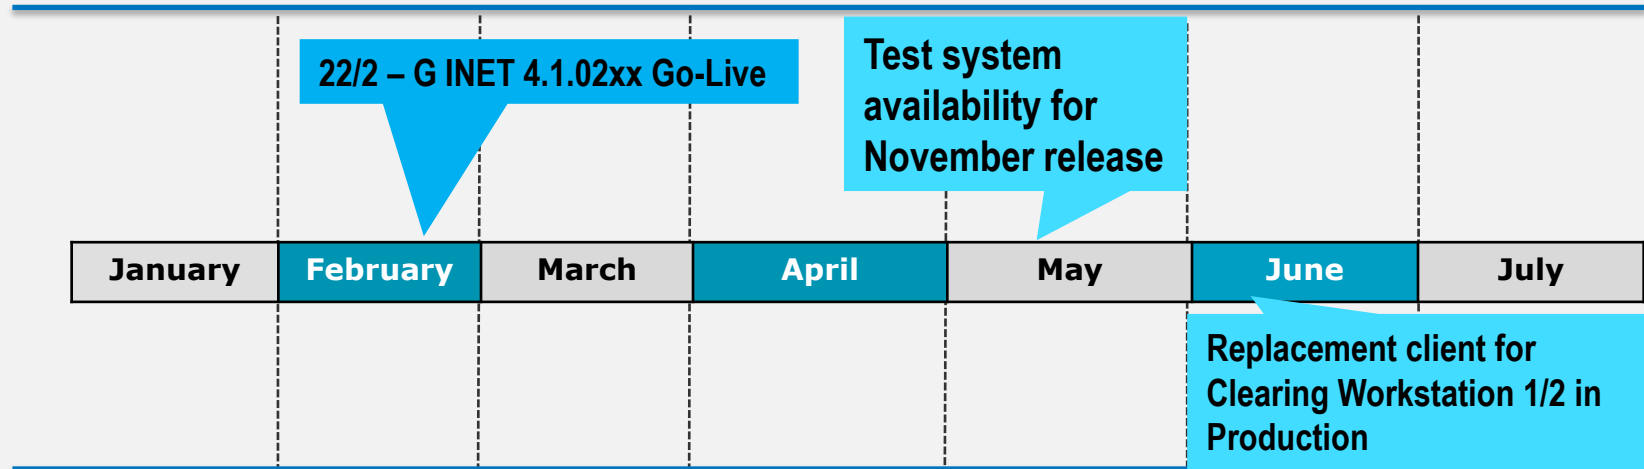 22/2 – G INET 4.1.02xx Go-Live
Test system
availability for
November release
January
February
March
April
May
June
July
Replacement client for
Clearing Workstation 1/2 in
Production